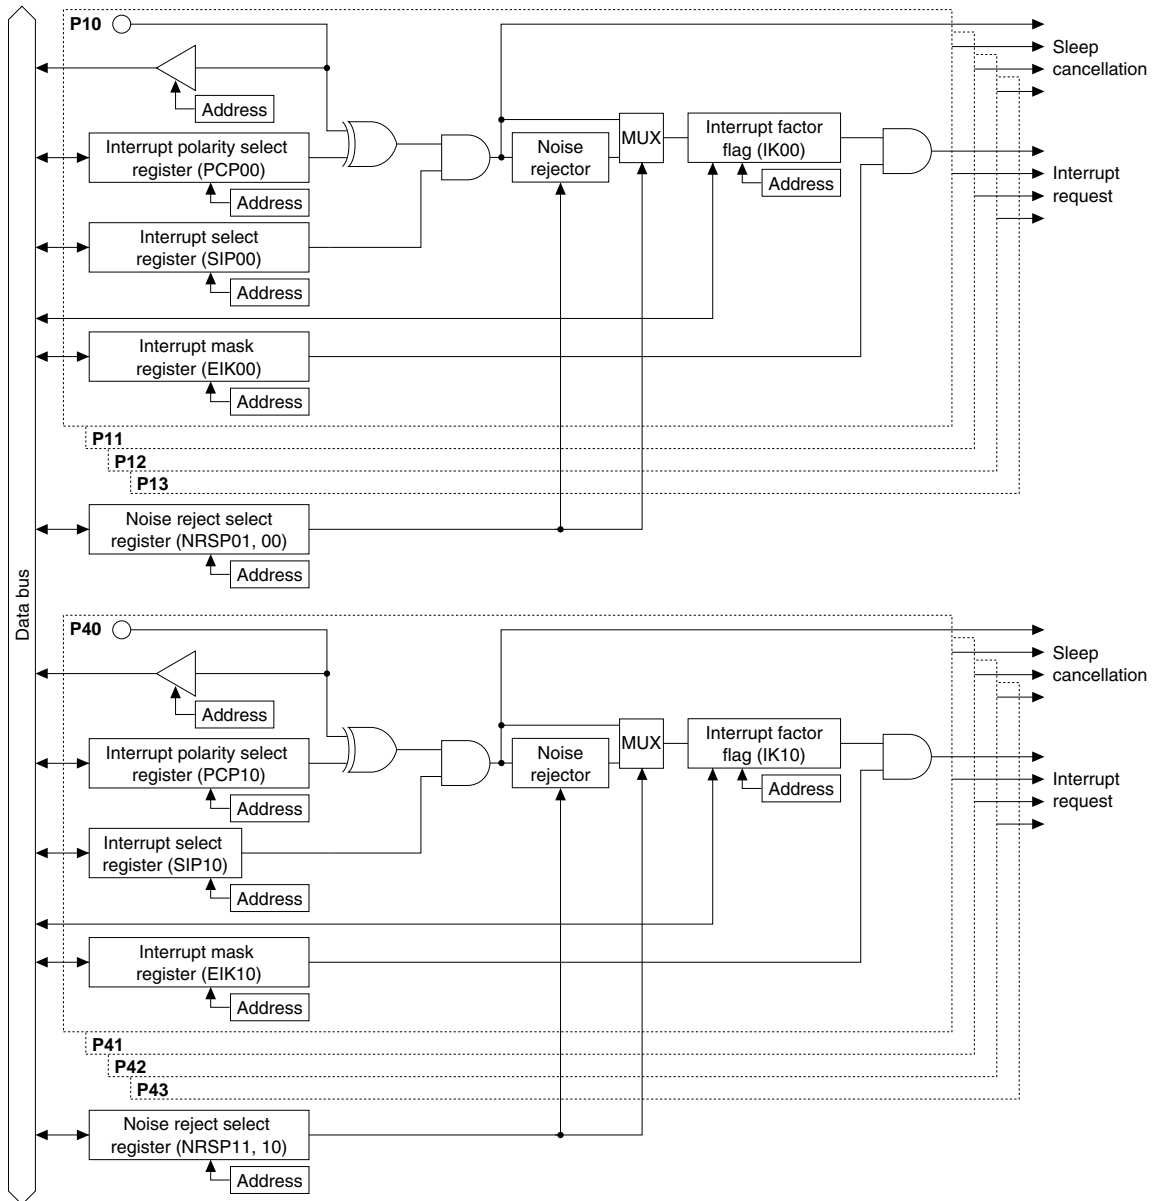 P10
Sleep
cancellation
Address
Interrupt polarity select
register (PCP00)
Address
Noise
rejector
MUX
Interrupt factor
flag (IK00)
Address
Interrupt
request
Interrupt select
register (SIP00)
Address
Interrupt mask
register (EIK00)
Address
P11
P12
P13
Noise reject select
register (NRSP01, 00)
Address
Data bus
P40
Sleep
cancellation
Address
Interrupt polarity select
register (PCP10)
Address
Noise
rejector
MUX
Interrupt factor
flag (IK10)
Address
Interrupt
request
Interrupt select
register (SIP10)
Address
Interrupt mask
register (EIK10)
Address
P41
P42
P43
Noise reject select
register (NRSP11, 10)
Address